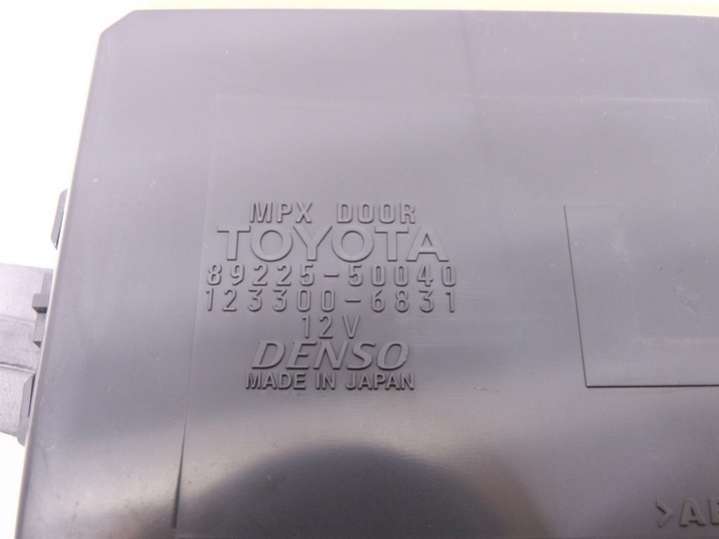 MPX DOOR
TOYOTA
89225-50040
123300-6831
12V
DENSO
MADE IN JAPAN